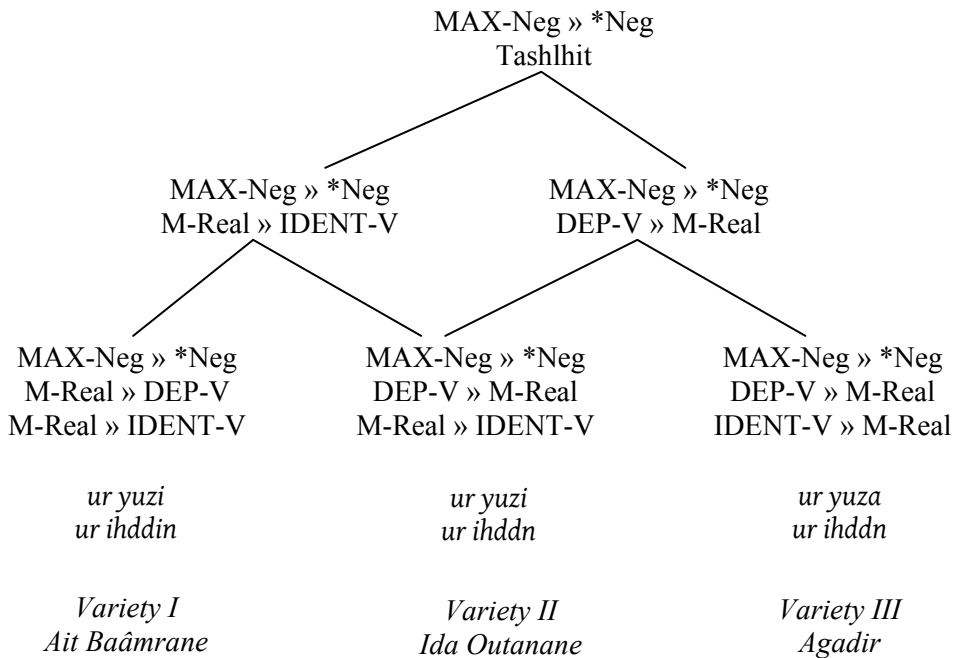 MAX-Neg » *Neg
Tashlhit
MAX-Neg » *Neg
M-Real » IDENT-V
MAX-Neg » *Neg
DEP-V » M-Real
MAX-Neg » *Neg
M-Real » DEP-V
M-Real » IDENT-V
MAX-Neg » *Neg
DEP-V » M-Real
M-Real » IDENT-V
MAX-Neg » *Neg
DEP-V » M-Real
IDENT-V » M-Real
ur yuzi
ur ihddin
ur yuzi
ur ihddn
ur yuza
ur ihddn
Variety I
Ait Baâmrane
Variety II
Ida Outanane
Variety III
Agadir